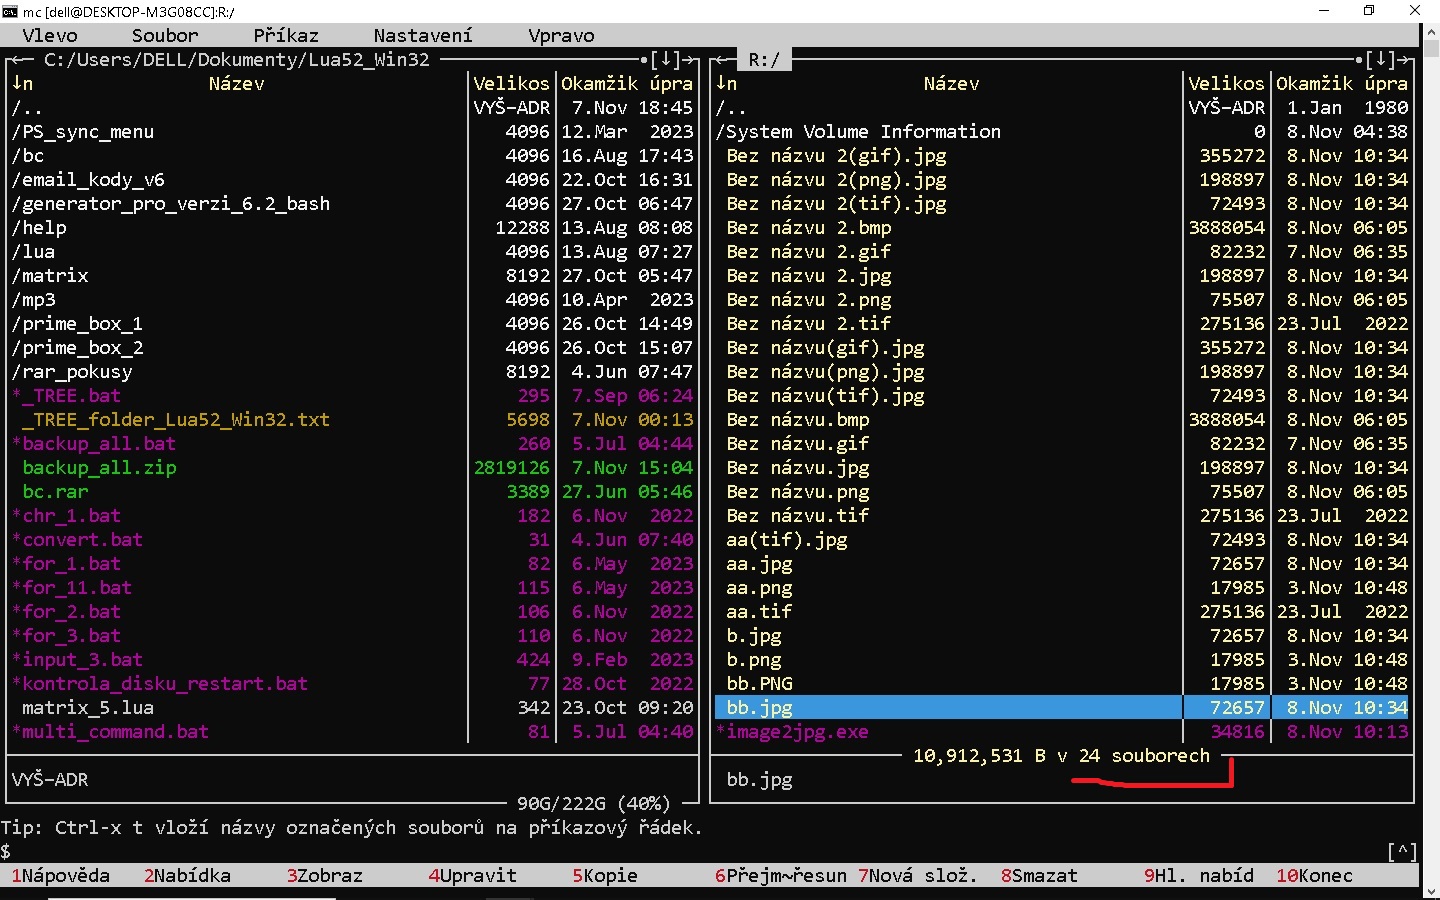 mc [dell@DESKTOP-M3G08CC]:R:/
Vlevo Soubor Příkaz Nastavení Vpravo
C:/Users/DELL/Dokumenty/Lua52_Win32
↓n Název Velikos Okamžik úpra
/.. VYŠ-ADR 7.Nov 18:45
/PS_sync_menu 4096 12.Mar 2023
/bc 4096 16.Aug 17:43
/email_kody_v6 4096 22.Oct 16:31
/generator_pro_verzi_6.2_bash 4096 27.Oct 06:47
/help 12288 13.Aug 08:08
/lua 4096 13.Aug 07:27
/matrix 8192 27.Oct 05:47
/mp3 4096 10.Apr 2023
/prime_box_1 4096 26.Oct 14:49
/prime_box_2 4096 26.Oct 15:07
/rar_pokusy 8192 4.Jun 07:47
*_TREE.bat 295 7.Sep 06:24
_TREE_folder_Lua52_Win32.txt 5698 7.Nov 00:13
*backup_all.bat 260 5.Jul 04:44
backup_all.zip 2819126 7.Nov 15:04
bc.rar 3389 27.Jun 05:46
*chr_1.bat 182 6.Nov 2022
*convert.bat 31 4.Jun 07:40
*for_1.bat 82 6.May 2023
*for_11.bat 115 6.May 2023
*for_2.bat 106 6.Nov 2022
*for_3.bat 110 6.Nov 2022
*input_3.bat 424 9.Feb 2023
*kontrola_disku_restart.bat 77 28.Oct 2022
matrix_5.lua 342 23.Oct 09:20
*multi_command.bat 81 5.Jul 04:40
VYŠ-ADR
90G/222G (40%)
R:/
↓n Název Velikos Okamžik úpra
/.. VYŠ-ADR 1.Jan 1980
/System Volume Information 0 8.Nov 04:38
Bez názvu 2(gif).jpg 355272 8.Nov 10:34
Bez názvu 2(png).jpg 198897 8.Nov 10:34
Bez názvu 2(tif).jpg 72493 8.Nov 10:34
Bez názvu 2.bmp 3888054 8.Nov 06:05
Bez názvu 2.gif 82232 7.Nov 06:35
Bez názvu 2.jpg 198897 8.Nov 10:34
Bez názvu 2.png 75507 8.Nov 06:05
Bez názvu 2.tif 275136 23.Jul 2022
Bez názvu(gif).jpg 355272 8.Nov 10:34
Bez názvu(png).jpg 198897 8.Nov 10:34
Bez názvu(tif).jpg 72493 8.Nov 10:34
Bez názvu.bmp 3888054 8.Nov 06:05
Bez názvu.gif 82232 7.Nov 06:35
Bez názvu.jpg 198897 8.Nov 10:34
Bez názvu.png 75507 8.Nov 06:05
Bez názvu.tif 275136 23.Jul 2022
aa(tif).jpg 72493 8.Nov 10:34
aa.jpg 72657 8.Nov 10:34
aa.png 17985 3.Nov 10:48
aa.tif 275136 23.Jul 2022
b.jpg 72657 8.Nov 10:34
b.png 17985 3.Nov 10:48
bb.PNG 17985 3.Nov 10:48
bb.jpg 72657 8.Nov 10:34
*image2jpg.exe 34816 8.Nov 10:13
10,912,531 B v 24 souborech
bb.jpg
Tip: Ctrl-x t vloží názvy označených souborů na příkazový řádek.
$ [^]
1Nápověda 2Nabídka 3Zobraz 4Upravit 5Kopie 6Přejm~řesun 7Nová slož. 8Smazat 9Hl. nabíd 10Konec